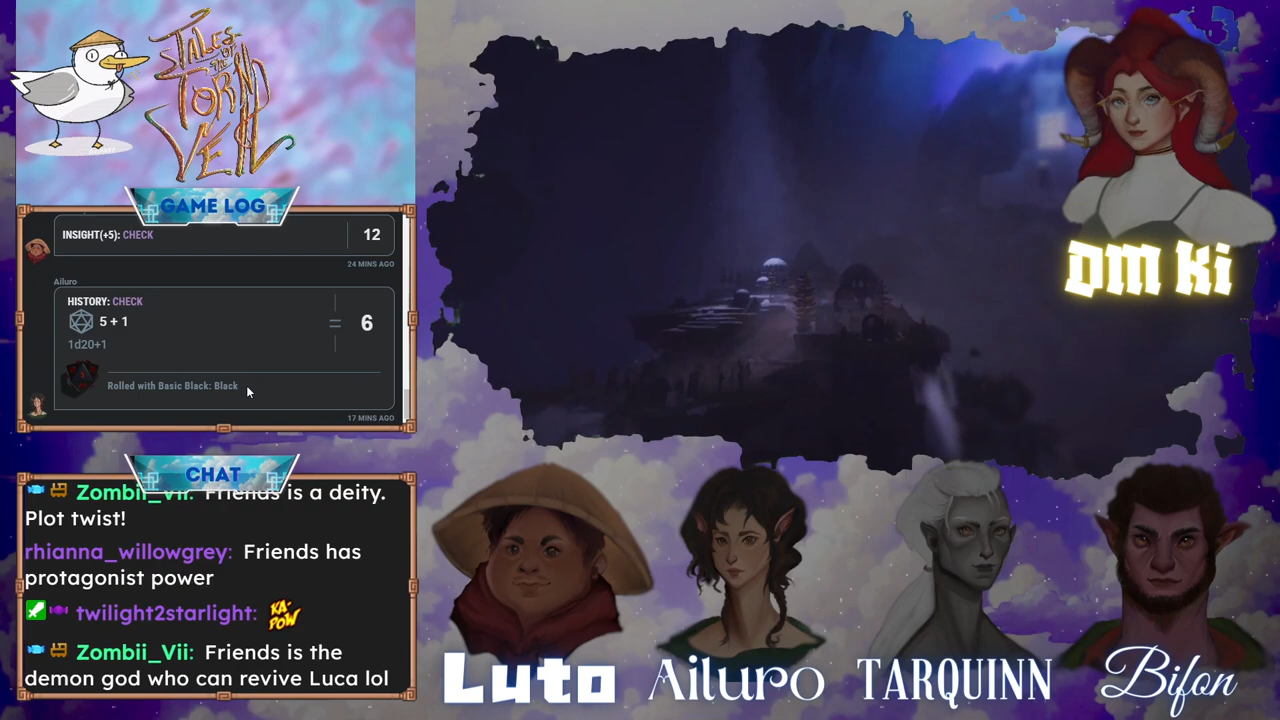 TALES
OF THE
TORN
VEIL
GAME LOG
INSIGHT(+5): CHECK
12
24 MINS AGO
Ailuro
HISTORY: CHECK
5 + 1
= 6
1d20+1
Rolled with Basic Black: Black
17 MINS AGO
CHAT
Zombii_Vii: Friends is a deity.
Plot twist!
rhianna_willowgrey: Friends has
protagonist power
twilight2starlight: KA-
POW
Zombii_Vii: Friends is the
demon god who can revive Luca lol
DM Ki
Luto
Ailuro
TARQUINN
Bifon